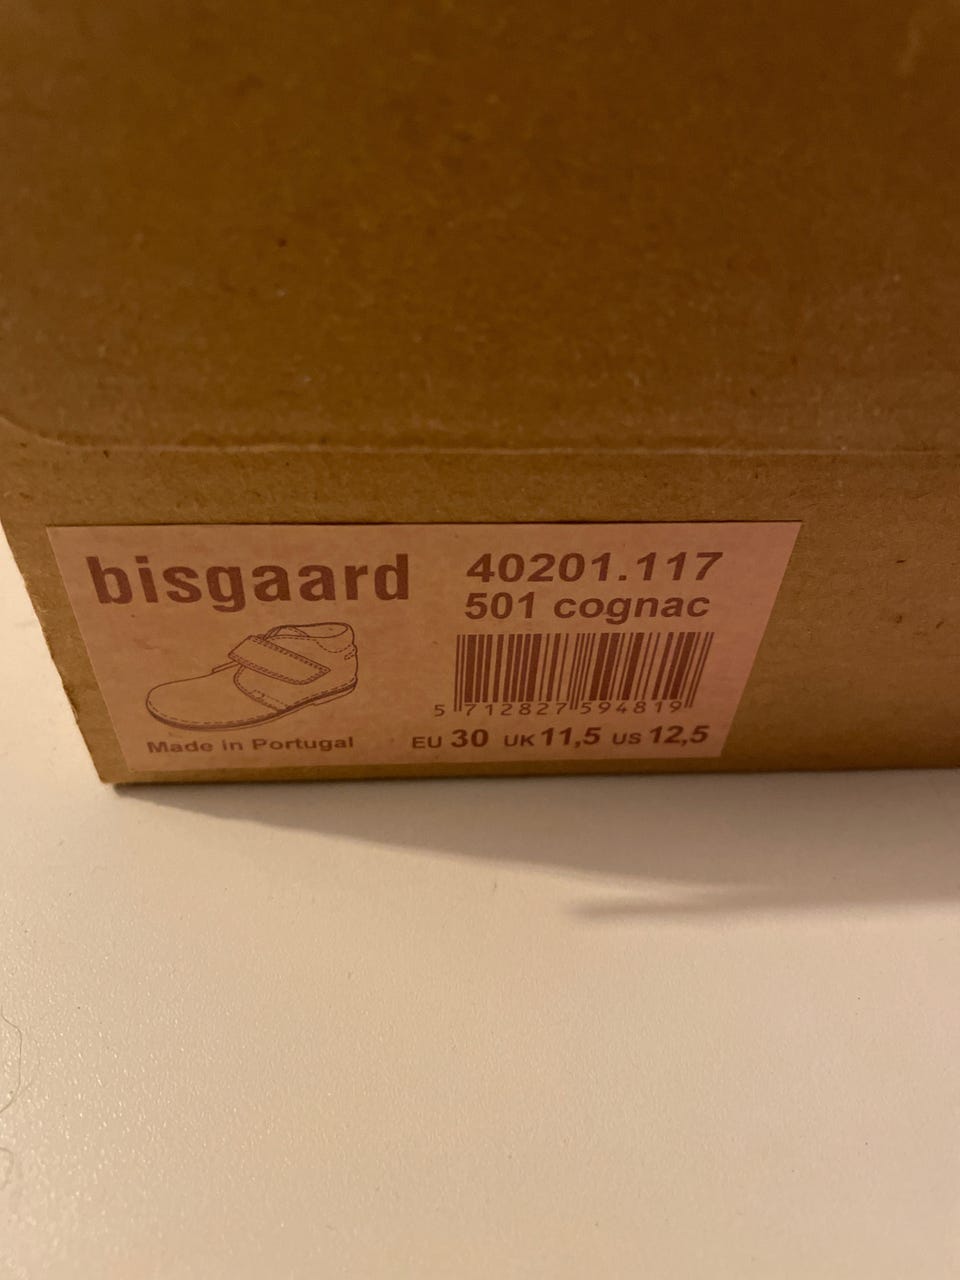 bisgaard
40201.117
501 cognac
5 712827 594819
Made in Portugal
EU 30 UK 11,5 US 12,5